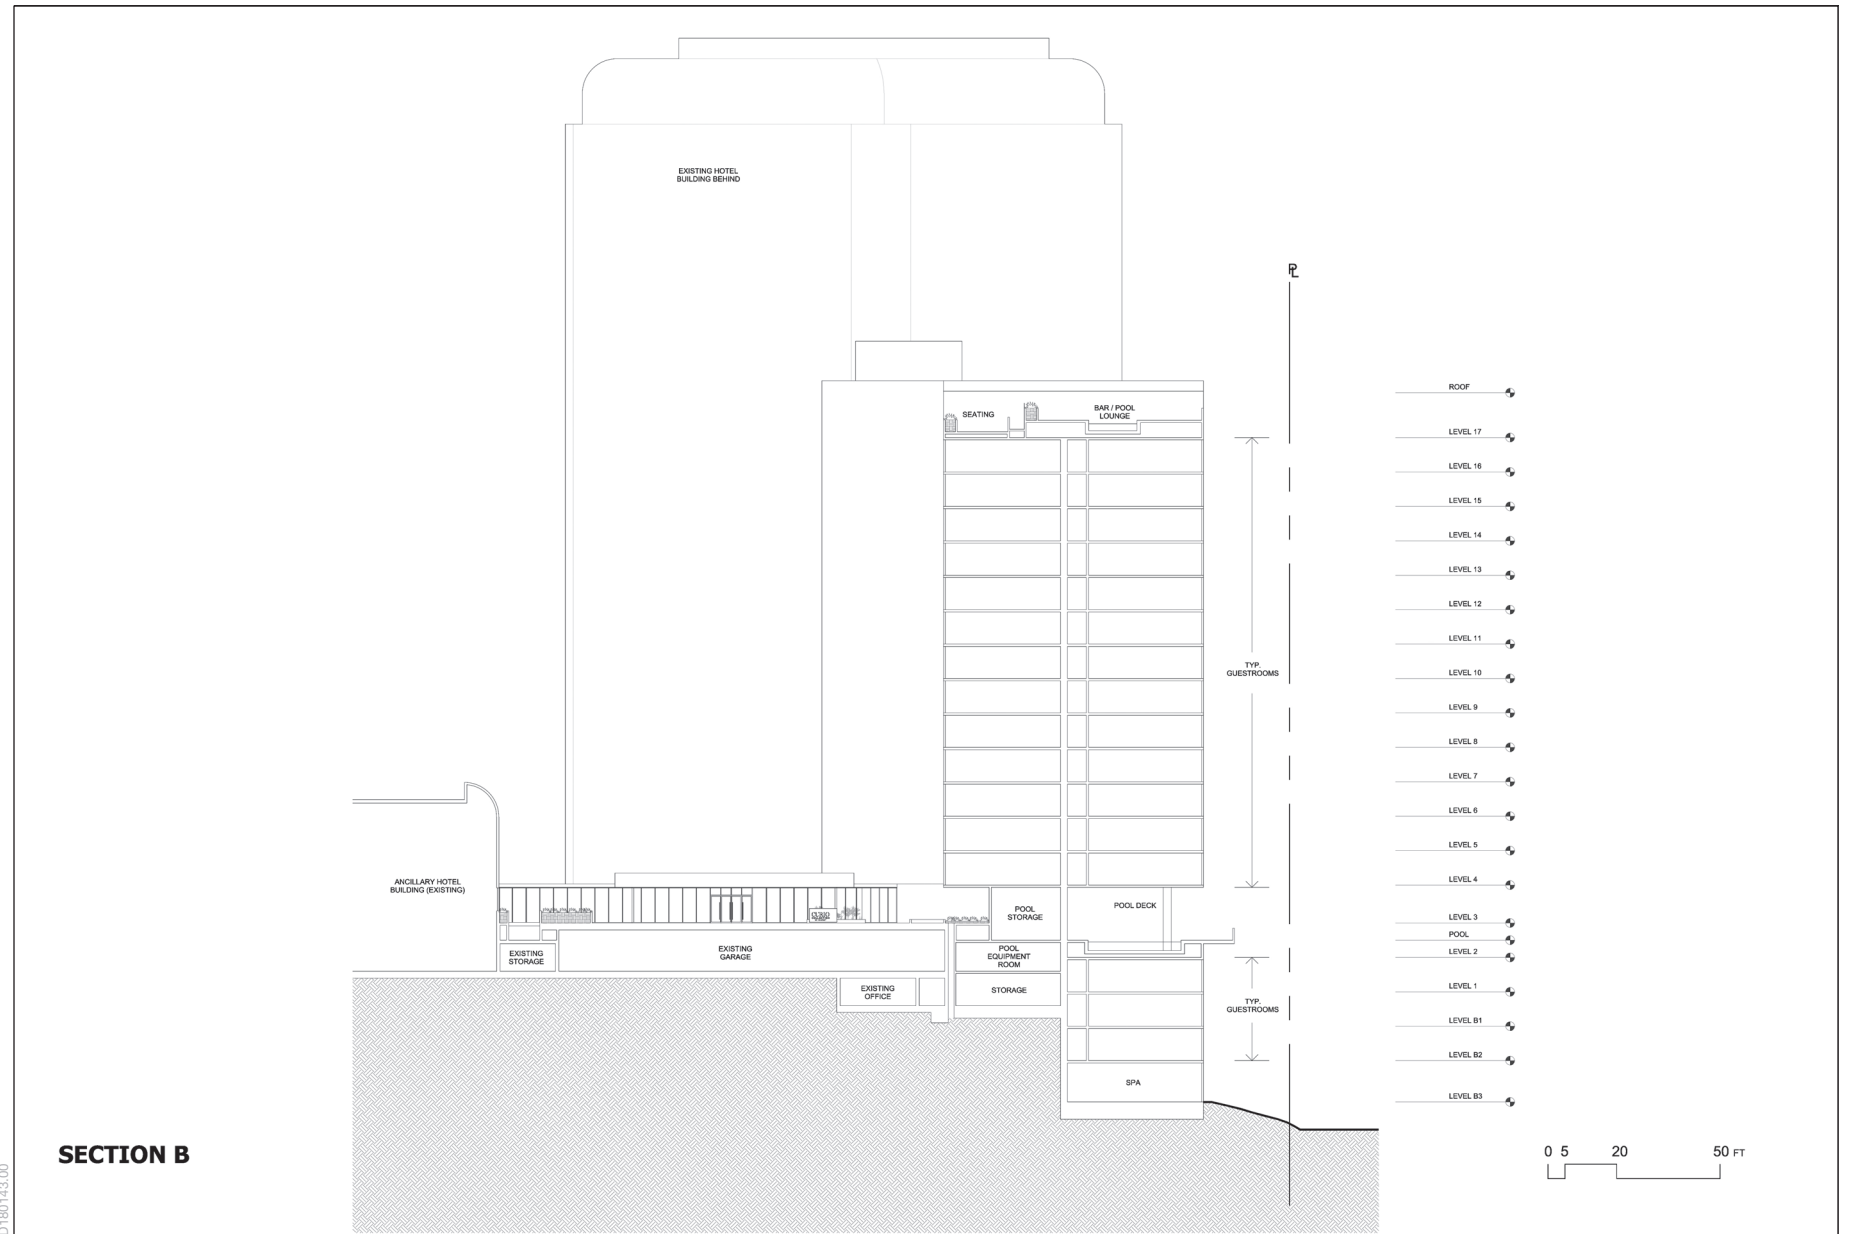 EXISTING HOTEL
BUILDING BEHIND
PL
ROOF
SEATING
BAR / POOL
LOUNGE
LEVEL 17
LEVEL 16
LEVEL 15
LEVEL 14
LEVEL 13
LEVEL 12
LEVEL 11
TYP.
GUESTROOMS
LEVEL 10
LEVEL 9
LEVEL 8
LEVEL 7
LEVEL 6
LEVEL 5
LEVEL 4
ANCILLARY HOTEL
BUILDING (EXISTING)
POOL
STORAGE
POOL DECK
LEVEL 3
POOL
LEVEL 2
EXISTING
STORAGE
EXISTING
GARAGE
POOL
EQUIPMENT
ROOM
EXISTING
OFFICE
STORAGE
LEVEL 1
TYP.
GUESTROOMS
LEVEL B1
LEVEL B2
SPA
LEVEL B3
SECTION B
0 5 20 50 FT
D180143.00